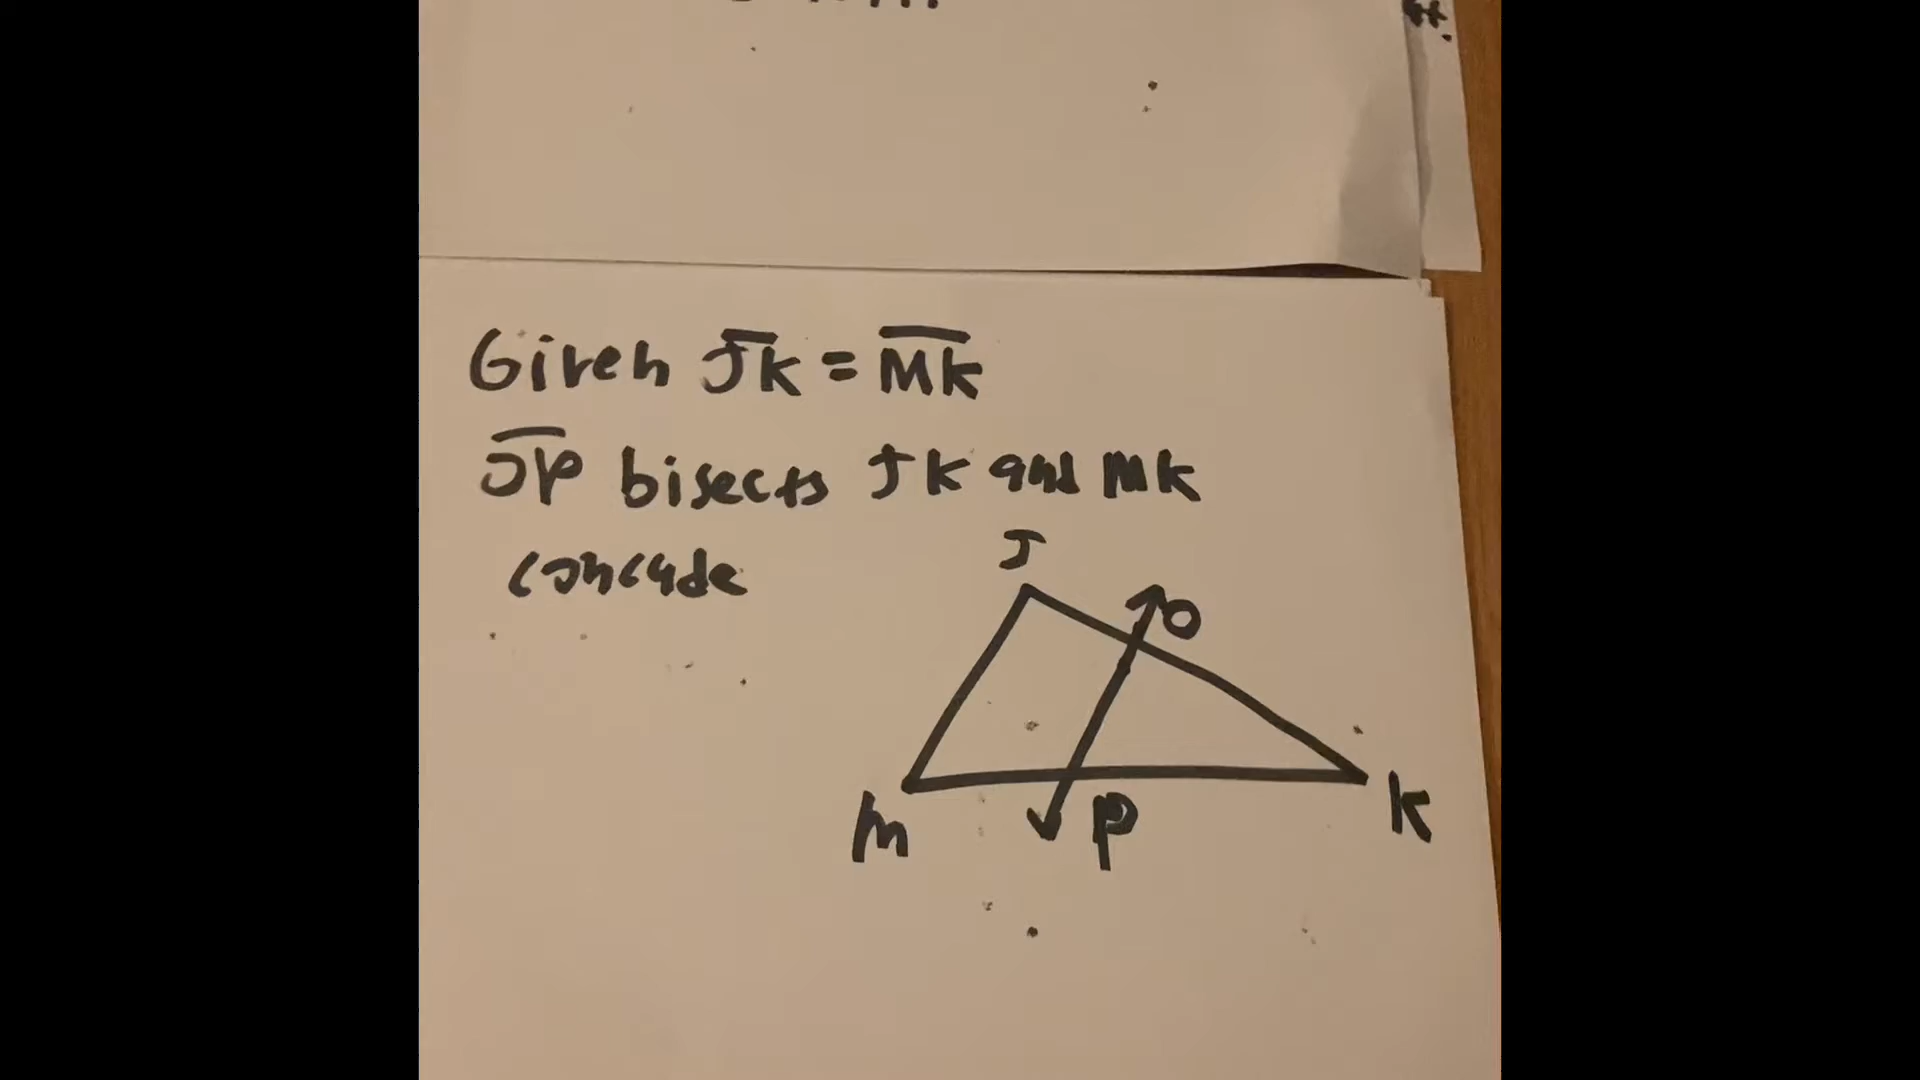 Given JK = MK
JP bisects JK and MK
conclude
J
O
M
P
K